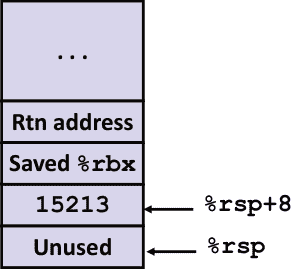 ...
Rtn address
Saved %rbx
15213
%rsp+8
Unused
%rsp